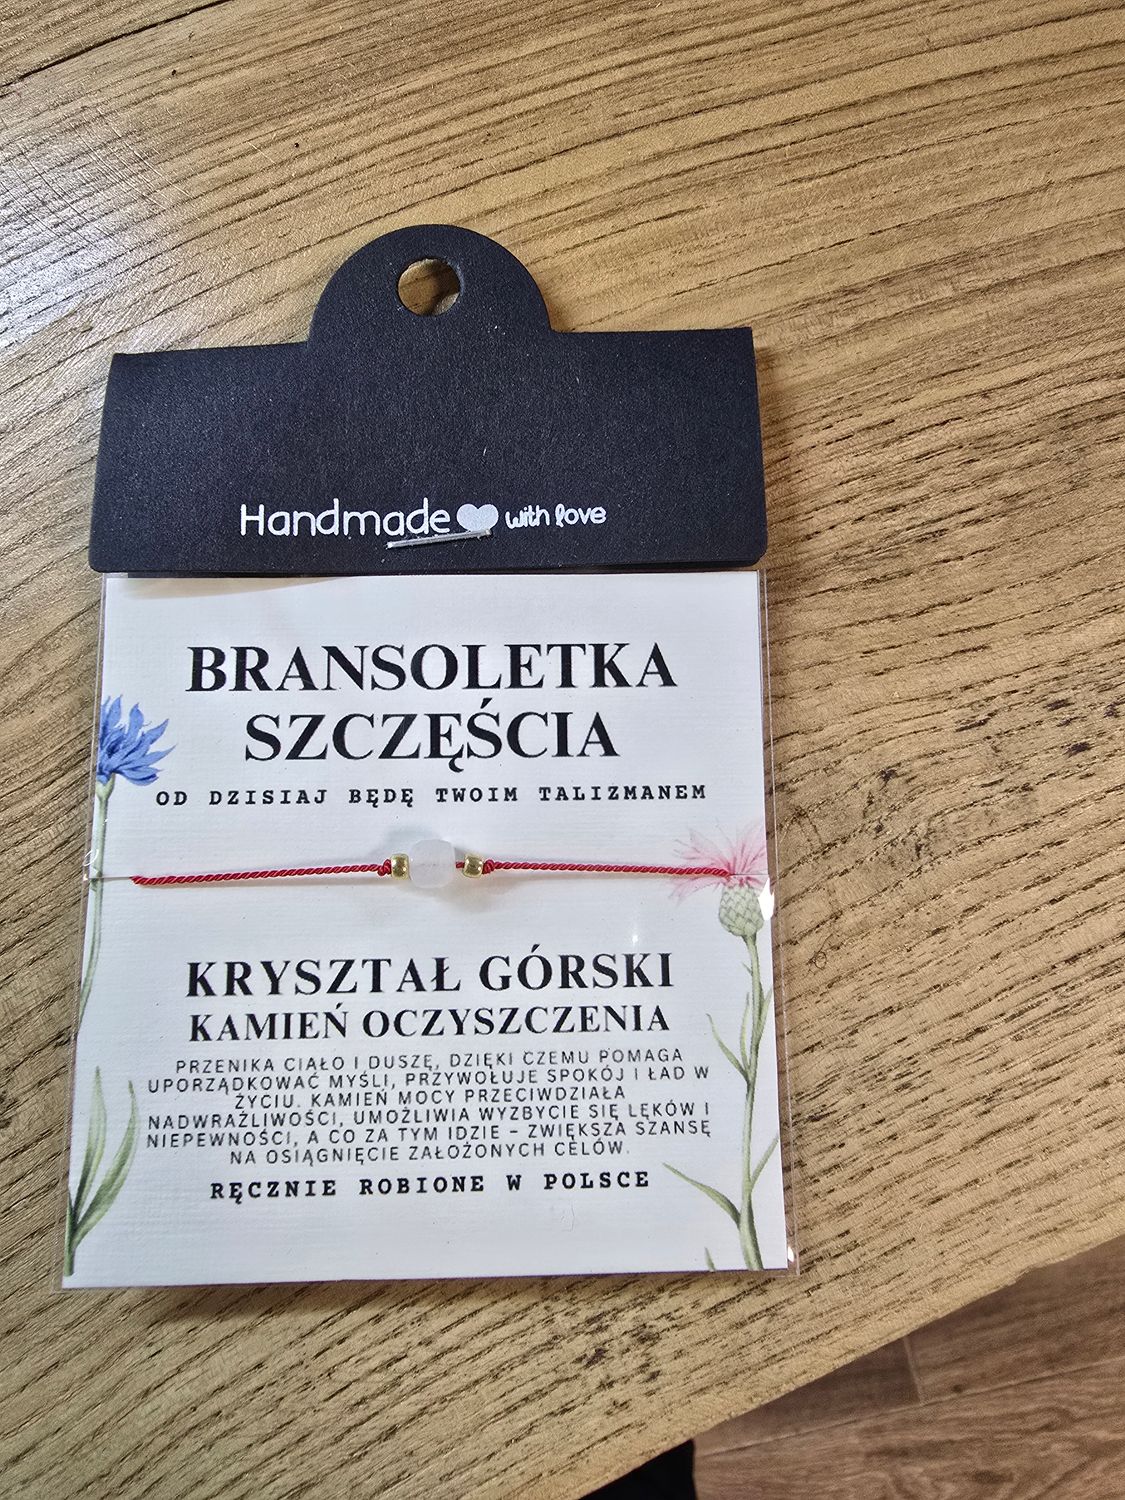 Handmade with love
BRANSOLETKA
SZCZĘŚCIA
OD DZISIAJ BĘDĘ TWOIM TALIZMANEM
KRYSZTAŁ GÓRSKI
KAMIEŃ OCZYSZCZENIA
PRZENIKA CIAŁO I DUSZĘ, DZIĘKI CZEMU POMAGA
UPORZĄDKOWAĆ MYŚLI, PRZYWOŁUJE SPOKÓJ I ŁAD W
ŻYCIU. KAMIEŃ MOCY PRZECIWDZIAŁA
NADWRAŻLIWOŚCI, UMOŻLIWIA WYZBYCIE SIĘ LĘKÓW I
NIEPEWNOŚCI, A CO ZA TYM IDZIE – ZWIĘKSZA SZANSĘ
NA OSIĄGNIĘCIE ZAŁOŻONYCH CELÓW.
RĘCZNIE ROBIONE W POLSCE